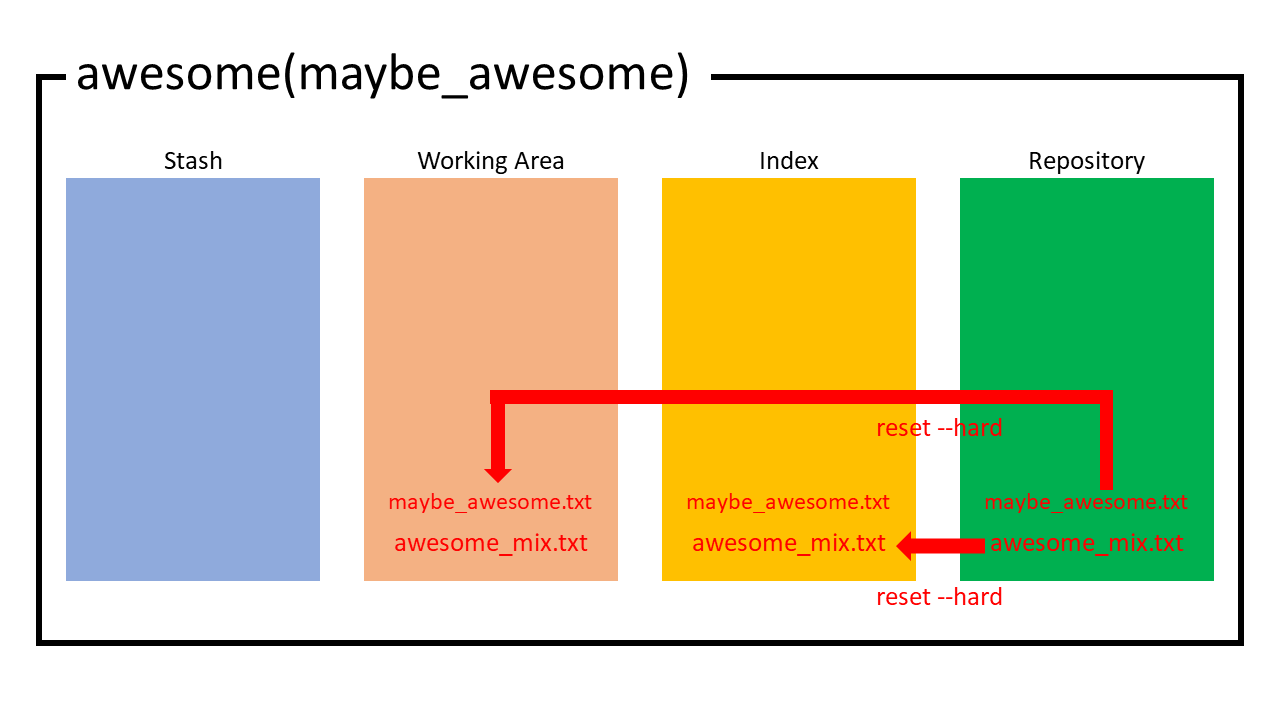 awesome(maybe_awesome)
Stash
Working Area
Index
Repository
reset --hard
maybe_awesome.txt
maybe_awesome.txt
maybe_awesome.txt
awesome_mix.txt
awesome_mix.txt
awesome_mix.txt
reset --hard